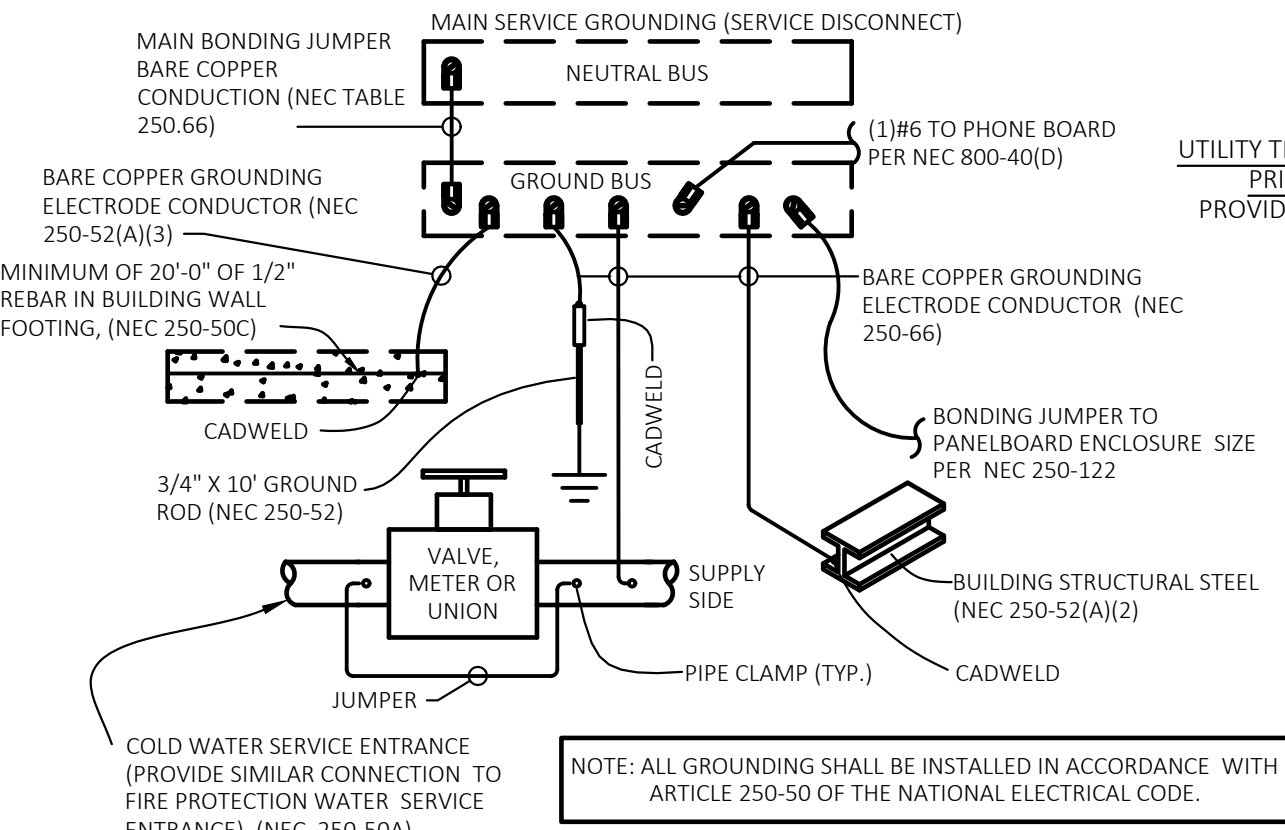 MAIN SERVICE GROUNDING (SERVICE DISCONNECT)
MAIN BONDING JUMPER
BARE COPPER
CONDUCTION (NEC TABLE
250.66)
NEUTRAL BUS
(1)#6 TO PHONE BOARD
PER NEC 800-40(D)
UTILITY
PROVID
BARE COPPER GROUNDING
ELECTRODE CONDUCTOR (NEC
250-52(A)(3)
GROUND BUS
MINIMUM OF 20'-0" OF 1/2"
REBAR IN BUILDING WALL
FOOTING, (NEC 250-50C)
BARE COPPER GROUNDING
ELECTRODE CONDUCTOR (NEC
250-66)
CADWELD
CADWELD
BONDING JUMPER TO
PANELBOARD ENCLOSURE SIZE
PER NEC 250-122
3/4" X 10' GROUND
ROD (NEC 250-52)
VALVE,
METER OR
UNION
SUPPLY
SIDE
BUILDING STRUCTURAL STEEL
(NEC 250-52(A)(2)
PIPE CLAMP (TYP.)
CADWELD
JUMPER
COLD WATER SERVICE ENTRANCE
(PROVIDE SIMILAR CONNECTION TO
FIRE PROTECTION WATER SERVICE
ENTRANCE) (NEC 250-50A)
NOTE: ALL GROUNDING SHALL BE INSTALLED IN ACCORDANCE WITH
ARTICLE 250-50 OF THE NATIONAL ELECTRICAL CODE.